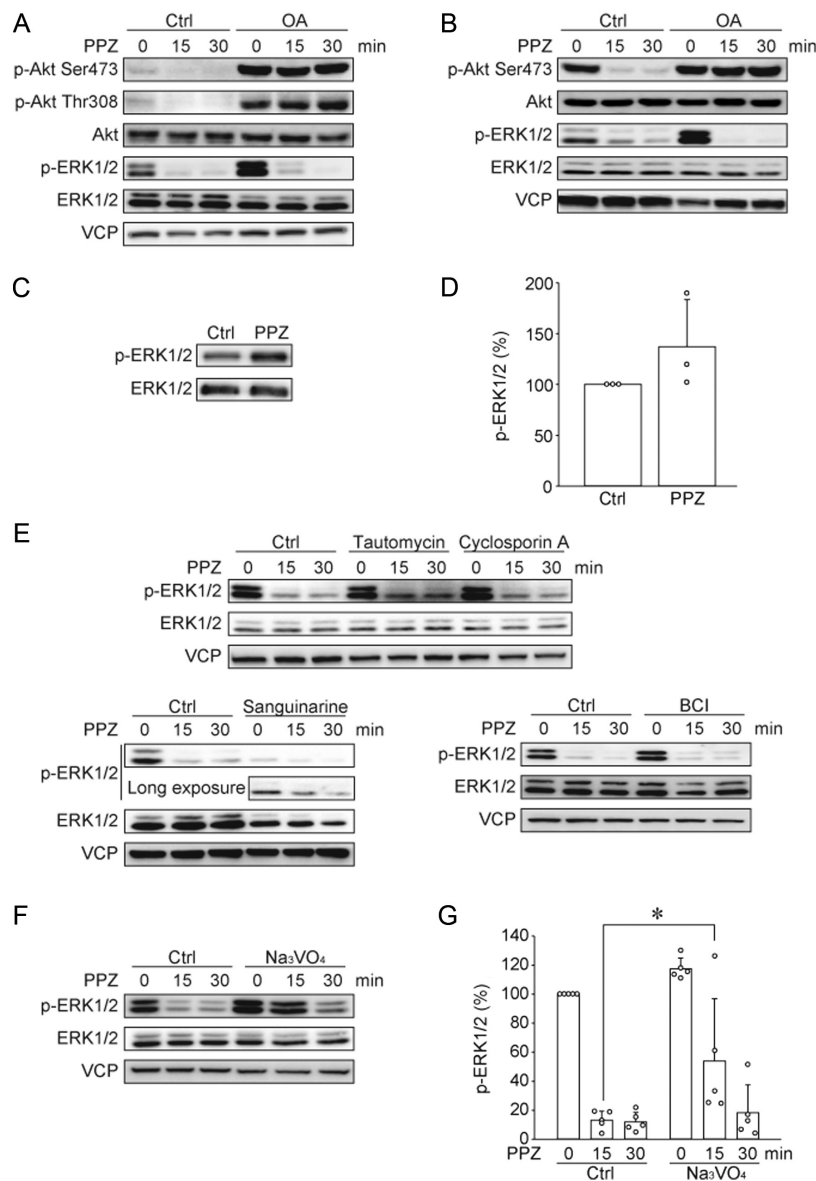 A
Ctrl OA
PPZ 0 15 30 0 15 30 min
p-Akt Ser473
p-Akt Thr308
Akt
p-ERK1/2
ERK1/2
VCP
B
Ctrl OA
PPZ 0 15 30 0 15 30 min
p-Akt Ser473
Akt
p-ERK1/2
ERK1/2
VCP
C
Ctrl PPZ
p-ERK1/2
ERK1/2
D
p-ERK1/2 (%)
200
150
100
50
0
Ctrl PPZ
E
Ctrl Tautomycin Cyclosporin A
PPZ 0 15 30 0 15 30 0 15 30 min
p-ERK1/2
ERK1/2
VCP
Ctrl Sanguinarine
PPZ 0 15 30 0 15 30 min
p-ERK1/2
Long exposure
ERK1/2
VCP
Ctrl BCI
PPZ 0 15 30 0 15 30 min
p-ERK1/2
ERK1/2
VCP
F
Ctrl Na₃VO₄
PPZ 0 15 30 0 15 30 min
p-ERK1/2
ERK1/2
VCP
G
p-ERK1/2 (%)
140
120
100
80
60
40
20
0
*
PPZ 0 15 30 0 15 30 min
Ctrl Na₃VO₄